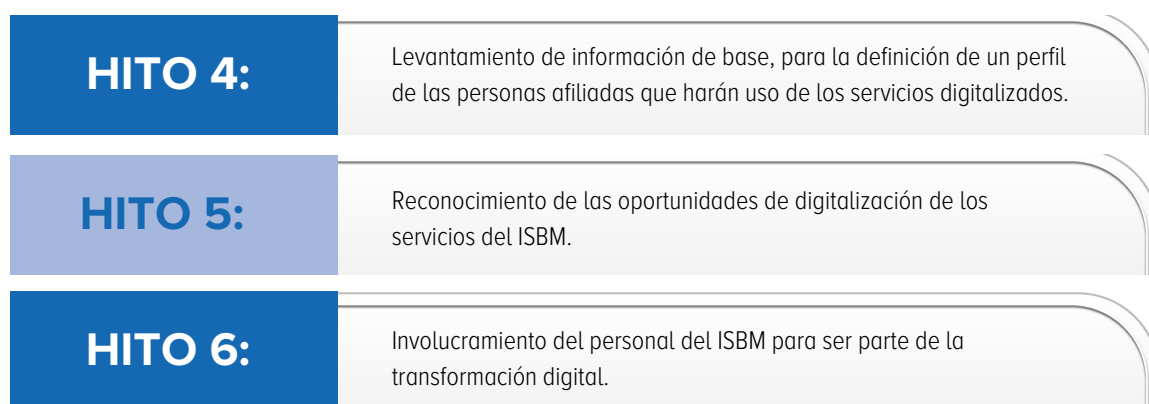 HITO 4:
Levantamiento de información de base, para la definición de un perfil
de las personas afiliadas que harán uso de los servicios digitalizados.
HITO 5:
Reconocimiento de las oportunidades de digitalización de los
servicios del ISBM.
HITO 6:
Involucramiento del personal del ISBM para ser parte de la
transformación digital.